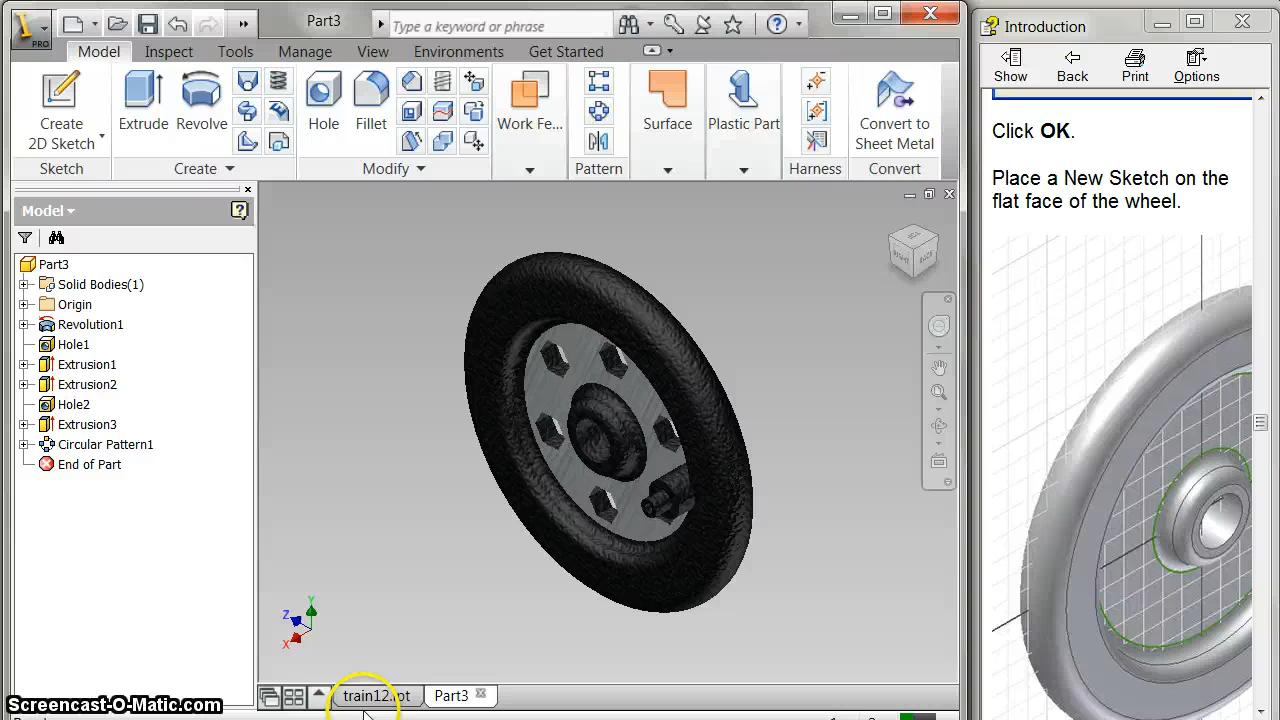 Part3
Type a keyword or phrase
PRO
Model Inspect Tools Manage View Environments Get Started
Create
2D Sketch
Extrude
Revolve
Hole
Fillet
Work Fe...
Surface
Plastic Part
Convert to
Sheet Metal
Sketch
Create
Modify
Pattern
Harness
Convert
Model
Part3
Solid Bodies(1)
Origin
Revolution1
Hole1
Extrusion1
Extrusion2
Hole2
Extrusion3
Circular Pattern1
End of Part
RIGHT
BACK
Y
Z
X
train12.ipt
Part3
Screencast-O-Matic.com
Introduction
Show Back Print Options
Click OK.
Place a New Sketch on the
flat face of the wheel.